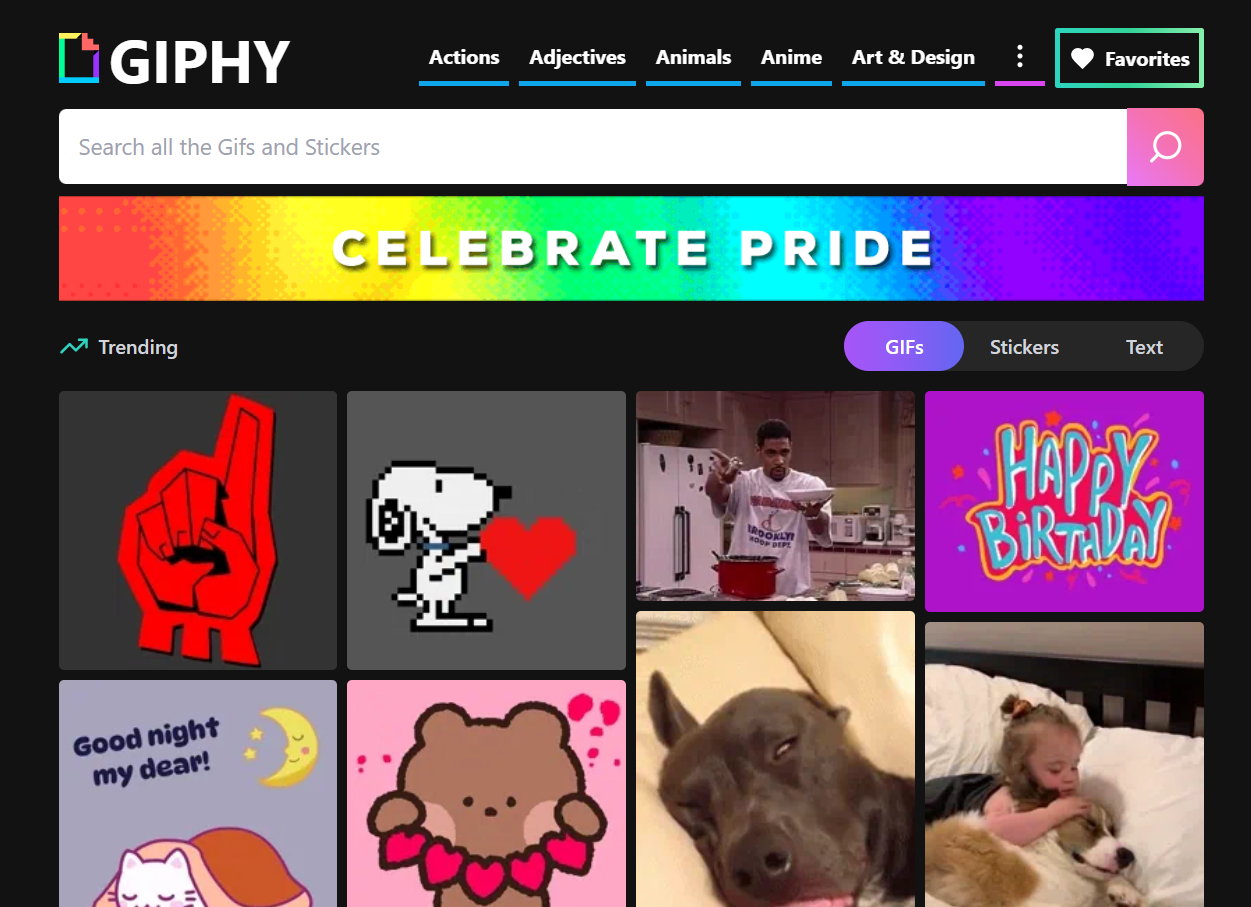 GIPHY
Actions
Adjectives
Animals
Anime
Art & Design
Favorites
Search all the Gifs and Stickers
CELEBRATE PRIDE
Trending
GIFs
Stickers
Text
BROOKLYN
HOOP DEPT.
HAPPY
BiRTHDAY
Good night
my dear!